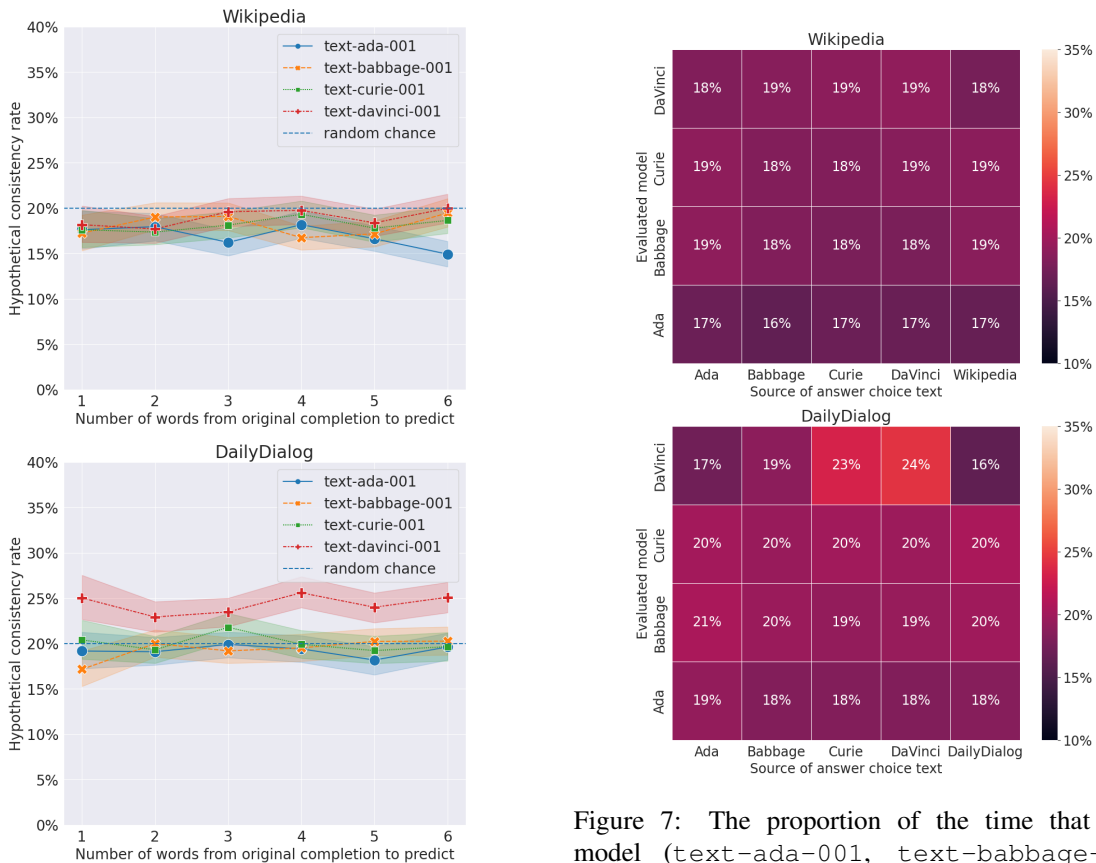 Wikipedia
40%
35%
30%
25%
20%
15%
10%
5%
0%
Hypothetical consistency rate
text-ada-001
text-babbage-001
text-curie-001
text-davinci-001
random chance
1 2 3 4 5 6
Number of words from original completion to predict
DailyDialog
40%
35%
30%
25%
20%
15%
10%
5%
0%
Hypothetical consistency rate
text-ada-001
text-babbage-001
text-curie-001
text-davinci-001
random chance
1 2 3 4 5 6
Number of words from original completion to predict
Wikipedia
Evaluated model
DaVinci 18% 19% 19% 19% 18%
Curie 19% 18% 18% 19% 19%
Babbage 19% 18% 18% 18% 19%
Ada 17% 16% 17% 17% 17%
Ada Babbage Curie DaVinci Wikipedia
Source of answer choice text
35%
30%
25%
20%
15%
10%
DailyDialog
Evaluated model
DaVinci 17% 19% 23% 24% 16%
Curie 20% 20% 20% 20% 20%
Babbage 21% 20% 19% 19% 20%
Ada 19% 18% 18% 18% 18%
Ada Babbage Curie DaVinci DailyDialog
Source of answer choice text
35%
30%
25%
20%
15%
10%
Figure 7: The proportion of the time that
model (text-ada-001, text-babbage-